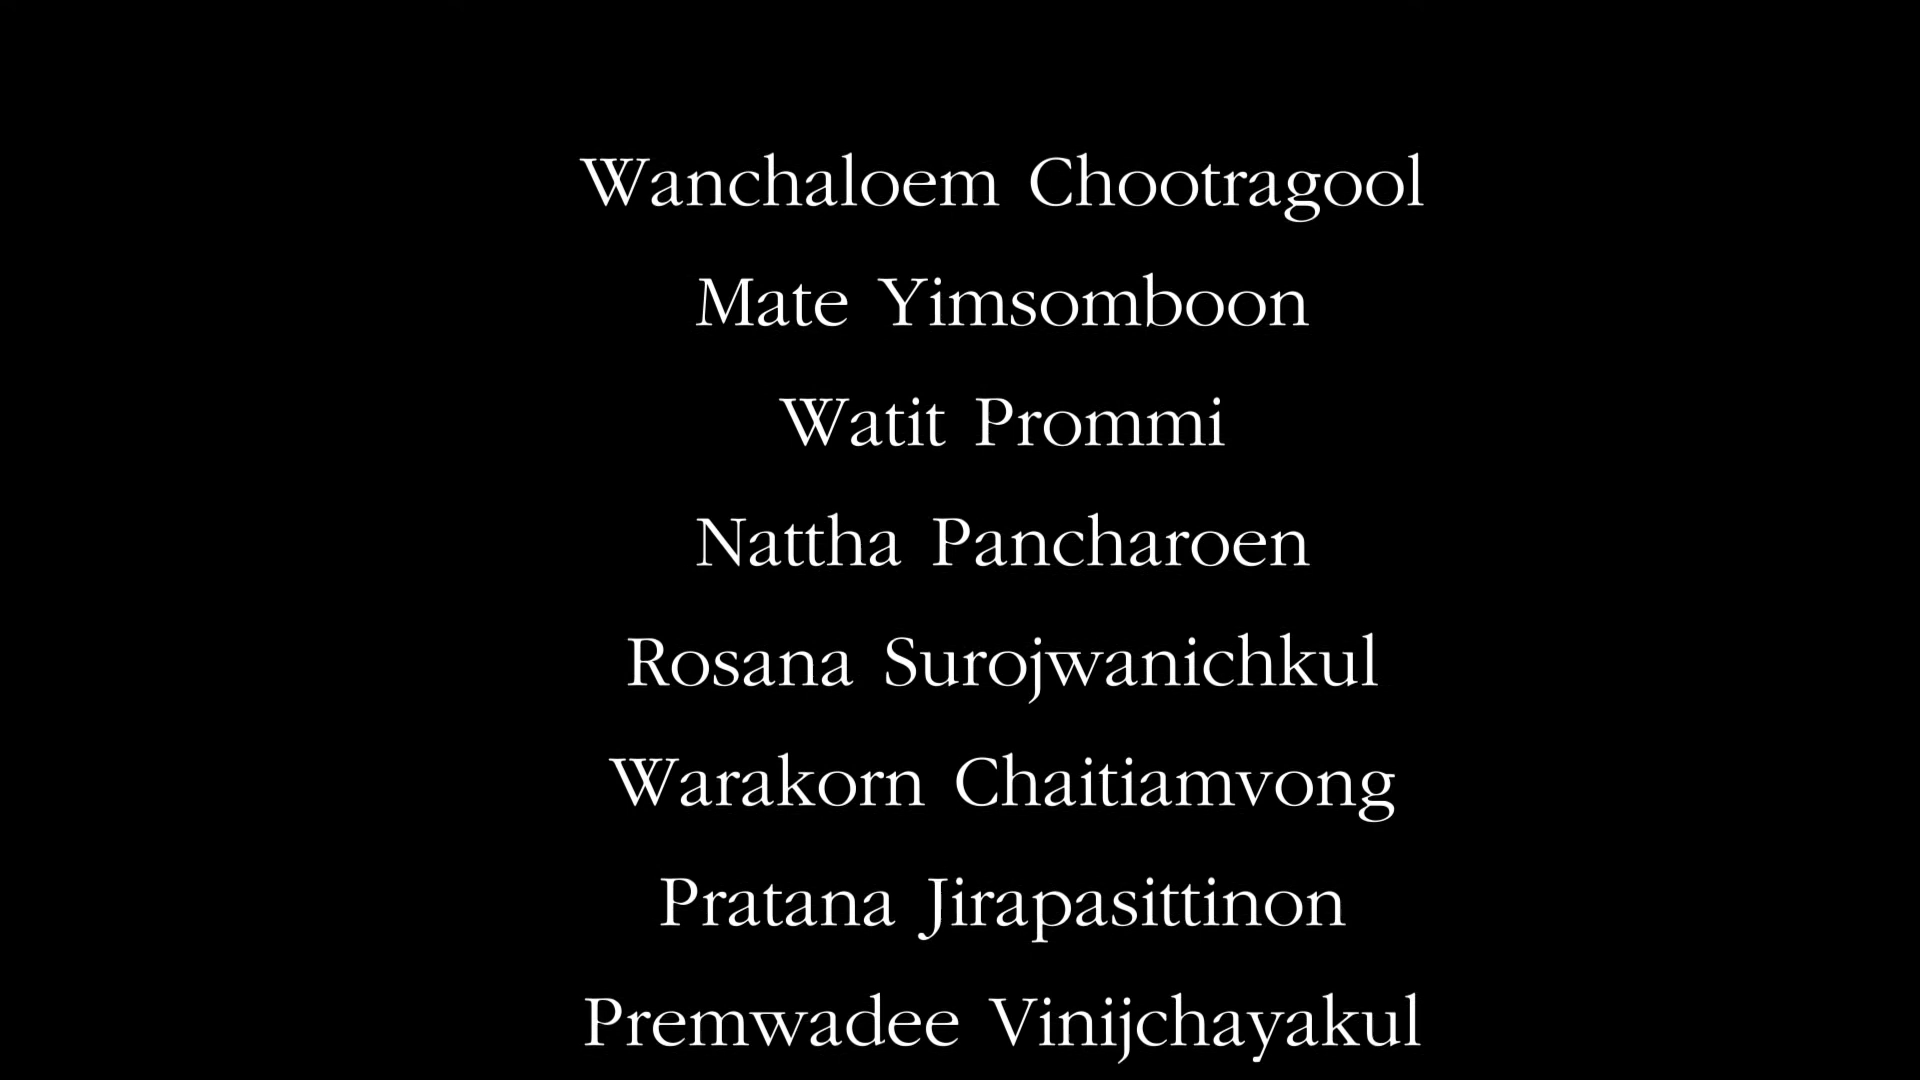 Wanchaloem Chootragool
Mate Yimsomboon
Watit Prommi
Nattha Pancharoen
Rosana Surojwanichkul
Warakorn Chaitiamvong
Pratana Jirapasittinon
Premwadee Vinijchayakul